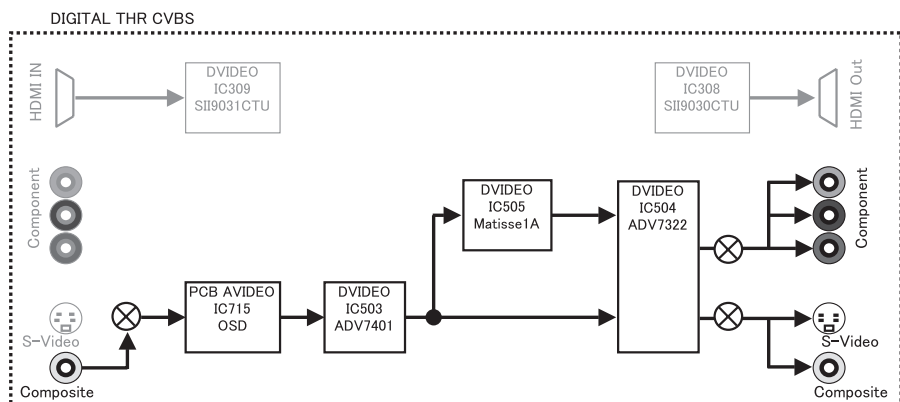 DIGITAL THR CVBS
HDMI IN
DVIDEO
IC309
SII9031CTU
DVIDEO
IC308
SII9030CTU
HDMI Out
Component
DVIDEO
IC505
Matisse1A
DVIDEO
IC504
ADV7322
Component
PCB AVIDEO
IC715
OSD
DVIDEO
IC503
ADV7401
S-Video
S-Video
Composite
Composite